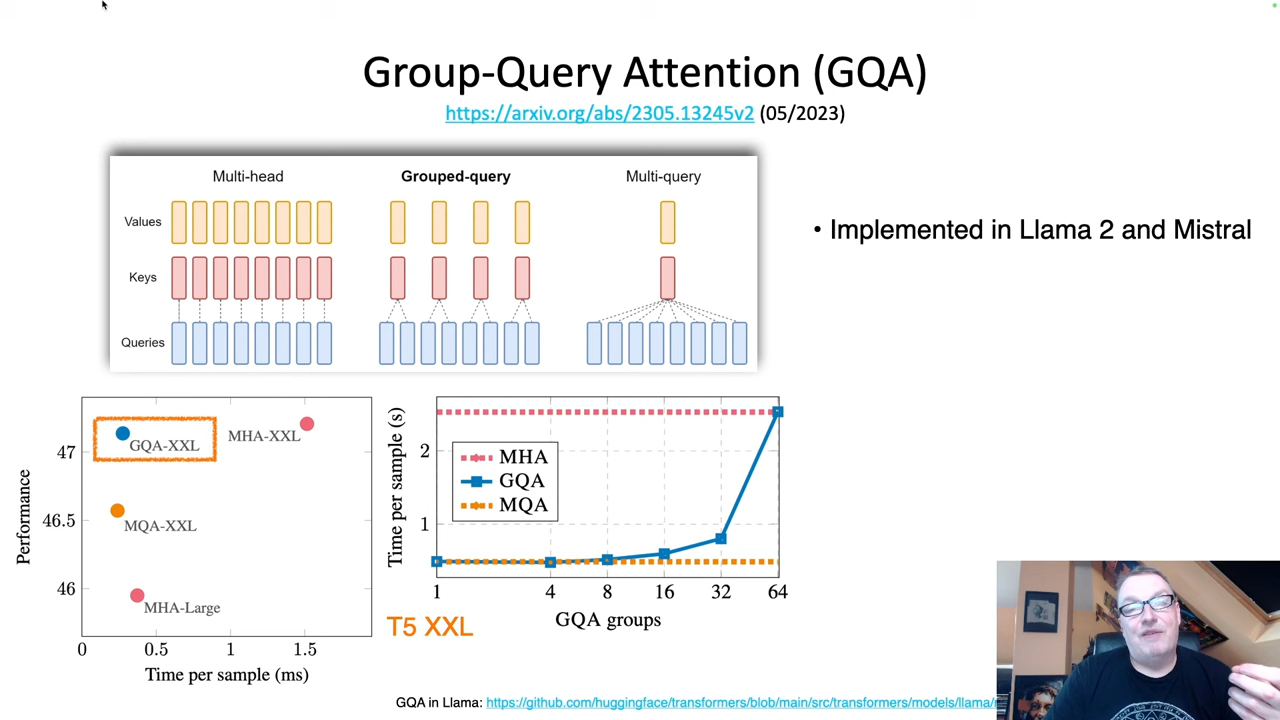 Group-Query Attention (GQA)
https://arxiv.org/abs/2305.13245v2 (05/2023)
Multi-head
Grouped-query
Multi-query
Values
Keys
Queries
• Implemented in Llama 2 and Mistral
Performance
47
46.5
46
GQA-XXL
MHA-XXL
MQA-XXL
MHA-Large
0 0.5 1 1.5
Time per sample (ms)
Time per sample (s)
2
1
MHA
GQA
MQA
1 4 8 16 32 64
GQA groups
T5 XXL
GQA in Llama: https://github.com/huggingface/transformers/blob/main/src/transformers/models/llama/